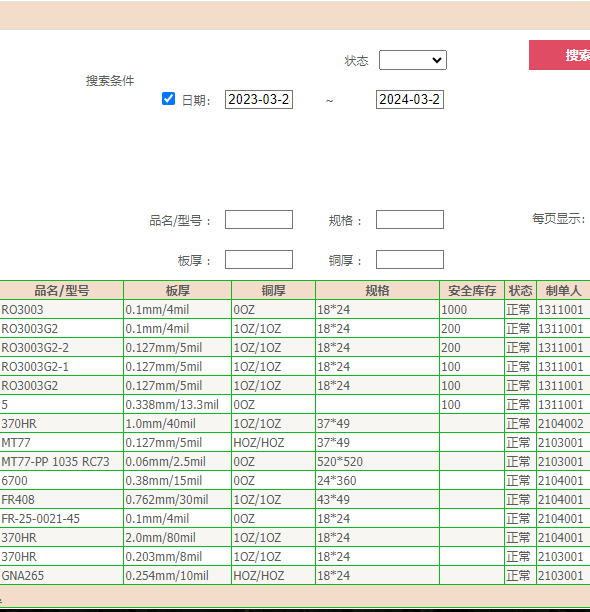 状态 搜索
搜索条件
日期： 2023-03-2 ~ 2024-03-2
品名/型号： 规格： 每页显示:
板厚： 铜厚：
品名/型号 板厚 铜厚 规格 安全库存 状态 制单人
RO3003 0.1mm/4mil 0OZ 18*24 1000 正常 1311001
RO3003G2 0.1mm/4mil 1OZ/1OZ 18*24 200 正常 1311001
RO3003G2-2 0.127mm/5mil 1OZ/1OZ 18*24 200 正常 1311001
RO3003G2-1 0.127mm/5mil 1OZ/1OZ 18*24 100 正常 1311001
RO3003G2 0.127mm/5mil 1OZ/1OZ 18*24 100 正常 1311001
5 0.338mm/13.3mil 0OZ 100 正常 1311001
370HR 1.0mm/40mil 1OZ/1OZ 37*49 正常 2104002
MT77 0.127mm/5mil HOZ/HOZ 37*49 正常 2103001
MT77-PP 1035 RC73 0.06mm/2.5mil 0OZ 520*520 正常 2103001
6700 0.38mm/15mil 0OZ 24*360 正常 2104001
FR408 0.762mm/30mil 1OZ/1OZ 43*49 正常 2104001
FR-25-0021-45 0.1mm/4mil 0OZ 18*24 正常 2104001
370HR 2.0mm/80mil 1OZ/1OZ 18*24 正常 2104001
370HR 0.203mm/8mil 1OZ/1OZ 18*24 正常 2103001
GNA265 0.254mm/10mil HOZ/HOZ 18*24 正常 2103001